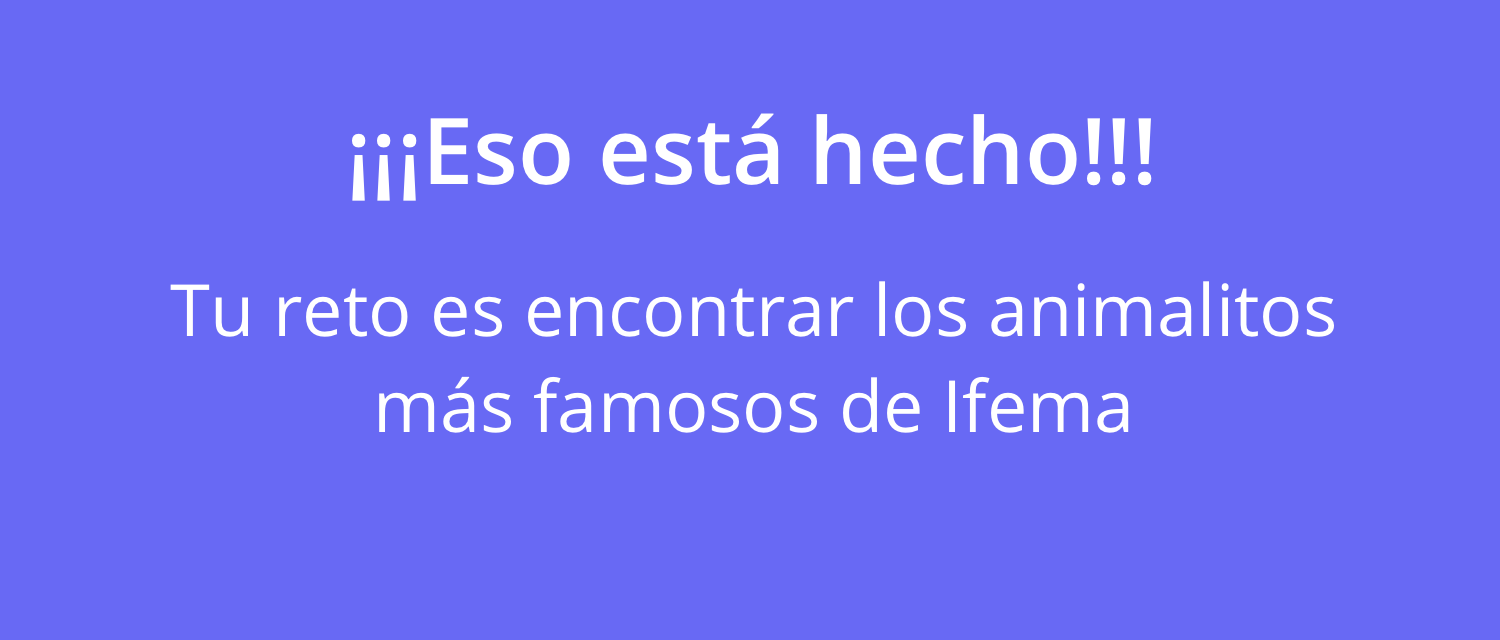 ¡¡¡Eso está hecho!!!
Tu reto es encontrar los animalitos
más famosos de Ifema